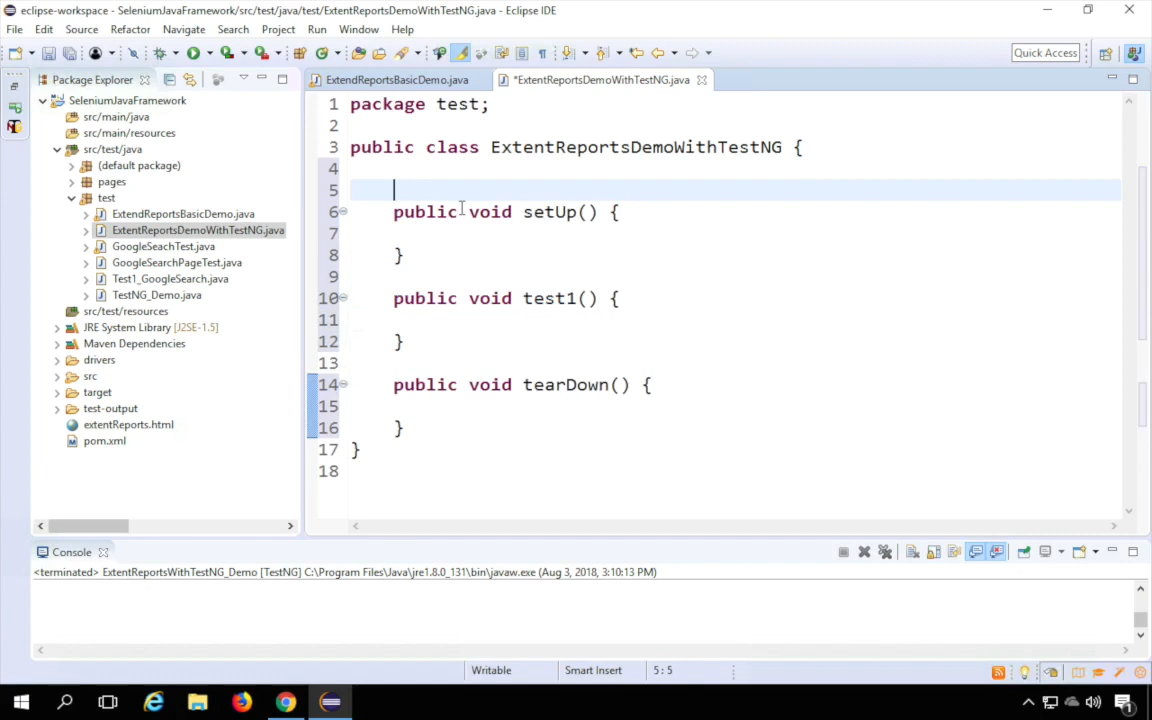 eclipse-workspace - SeleniumJavaFramework/src/test/java/test/ExtentReportsDemoWithTestNG.java - Eclipse IDE
File Edit Source Refactor Navigate Search Project Run Window Help
Quick Access
Package Explorer
ExtendReportsBasicDemo.java
*ExtentReportsDemoWithTestNG.java
SeleniumJavaFramework
src/main/java
src/main/resources
src/test/java
(default package)
pages
test
ExtendReportsBasicDemo.java
ExtentReportsDemoWithTestNG.java
GoogleSeachTest.java
GoogleSearchPageTest.java
Test1_GoogleSearch.java
TestNG_Demo.java
src/test/resources
JRE System Library [J2SE-1.5]
Maven Dependencies
drivers
src
target
test-output
extentReports.html
pom.xml
1 package test;
2
3 public class ExtentReportsDemoWithTestNG {
4
5
6 public void setUp() {
7
8 }
9
10 public void test1() {
11
12 }
13
14 public void tearDown() {
15
16 }
17 }
18
Console
<terminated> ExtentReportsWithTestNG_Demo [TestNG] C:\Program Files\Java\jre1.8.0_131\bin\javaw.exe (Aug 3, 2018, 3:10:13 PM)
Writable Smart Insert 5:5
1